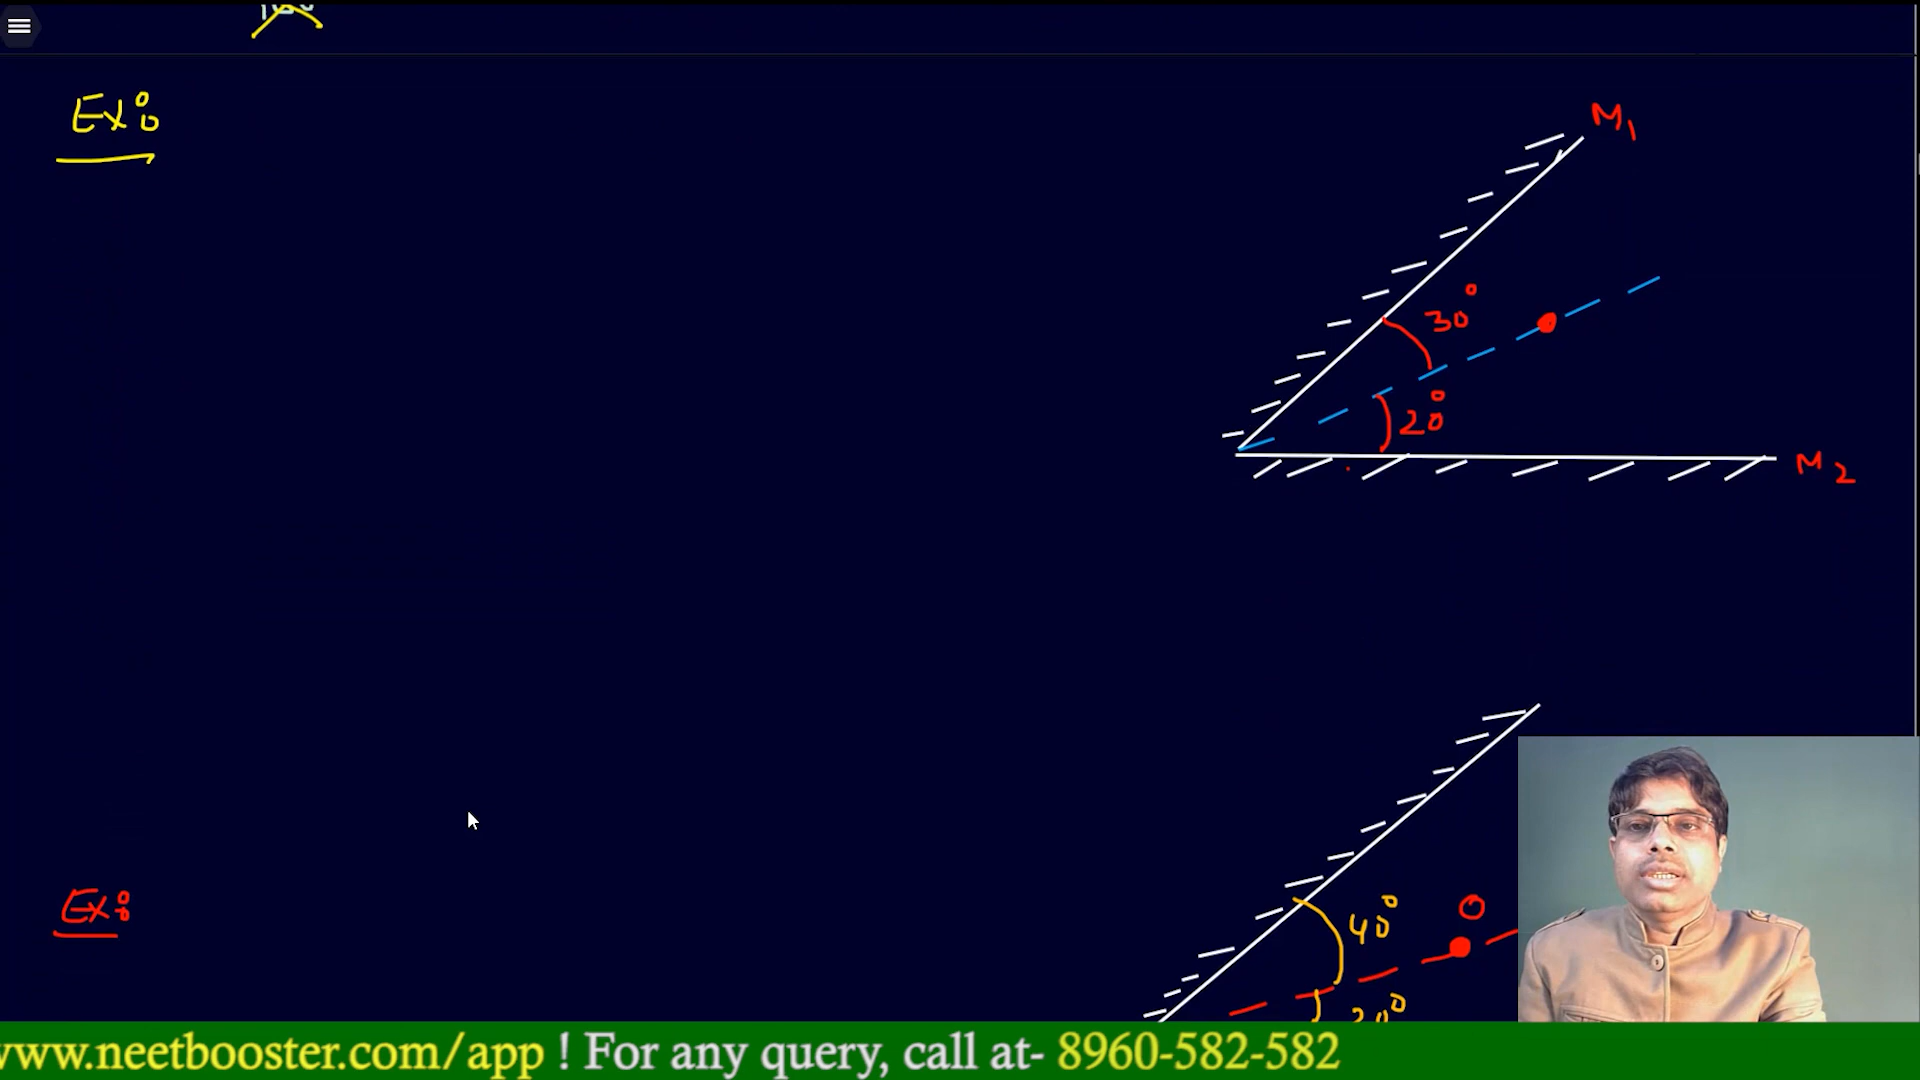 Ex:
M1
30°
20°
M2
Ex:
40°
O
20°
www.neetbooster.com/app ! For any query, call at- 8960-582-582